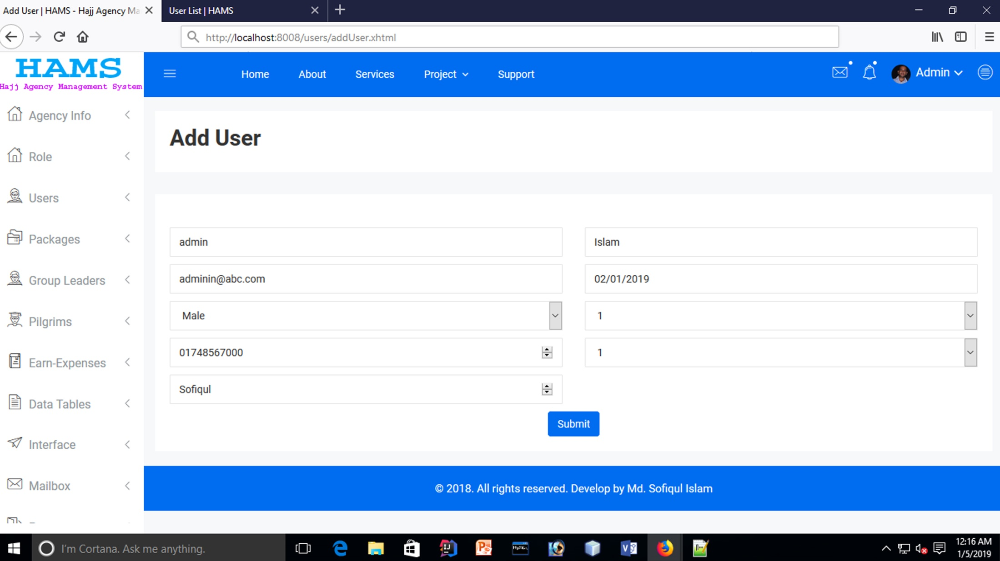 Add User | HAMS - Hajj Agency Ma
User List | HAMS
http://localhost:8008/users/addUser.xhtml
HAMS
Hajj Agency Management System
Home About Services Project Support
Admin
Agency Info
Role
Users
Packages
Group Leaders
Pilgrims
Earn-Expenses
Data Tables
Interface
Mailbox
Add User
admin
Islam
adminin@abc.com
02/01/2019
Male
1
01748567000
1
Sofiqul
Submit
© 2018. All rights reserved. Develop by Md. Sofiqul Islam
I'm Cortana. Ask me anything.
12:16 AM
1/5/2019